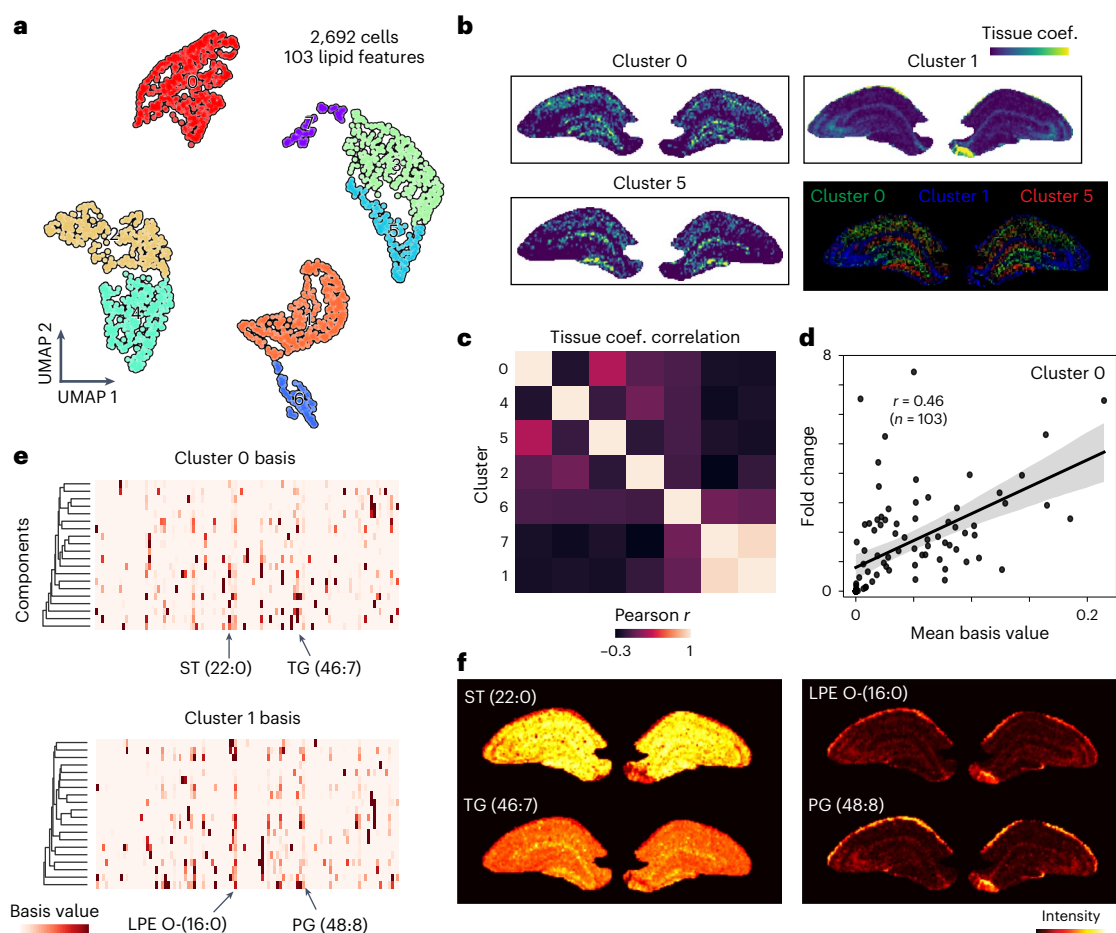 a
2,692 cells
103 lipid features
0
3
5
2
4
1
6
UMAP 2
UMAP 1
b
Tissue coef.
Cluster 0
Cluster 1
Cluster 5
Cluster 0 Cluster 1 Cluster 5
c
Tissue coef. correlation
Cluster
0
4
5
2
6
7
1
Pearson r
–0.3 1
d
8
Cluster 0
r = 0.46
(n = 103)
Fold change
0
0 0.2
Mean basis value
e
Cluster 0 basis
Components
ST (22:0) TG (46:7)
Cluster 1 basis
LPE O-(16:0) PG (48:8)
Basis value
f
ST (22:0)
LPE O-(16:0)
TG (46:7)
PG (48:8)
Intensity